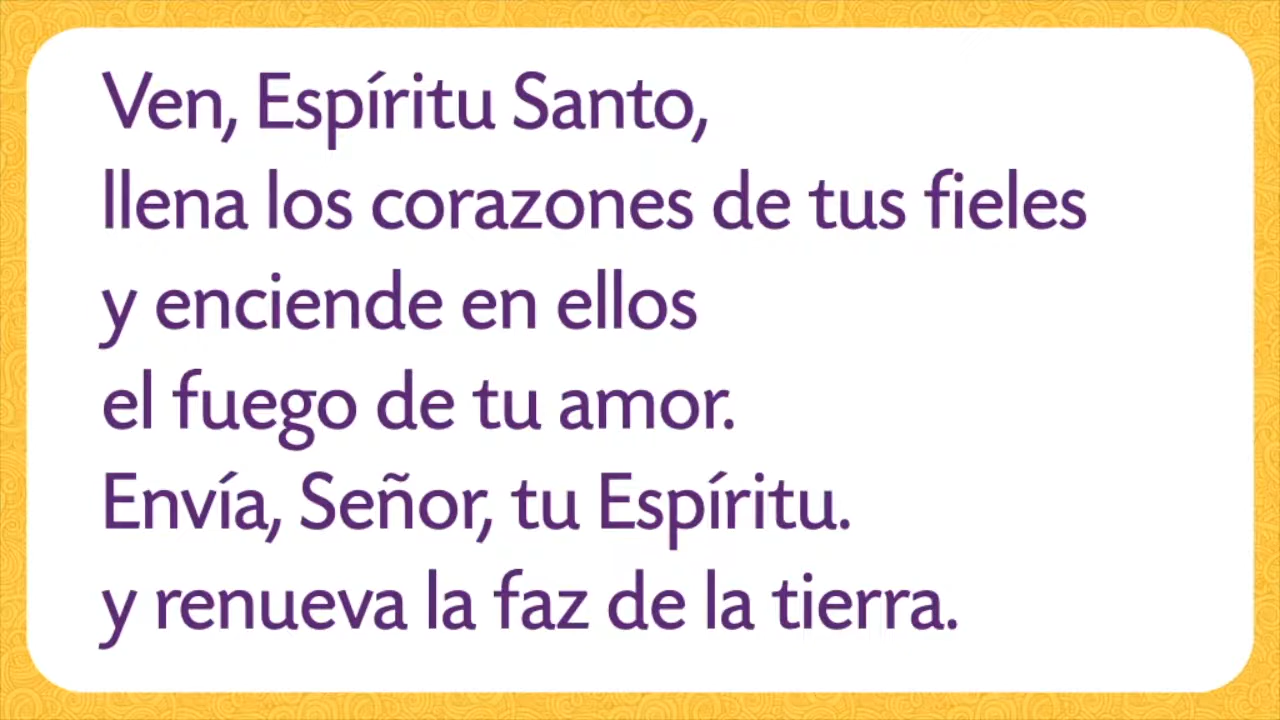 Ven, Espíritu Santo,
llena los corazones de tus fieles
y enciende en ellos
el fuego de tu amor.
Envía, Señor, tu Espíritu.
y renueva la faz de la tierra.